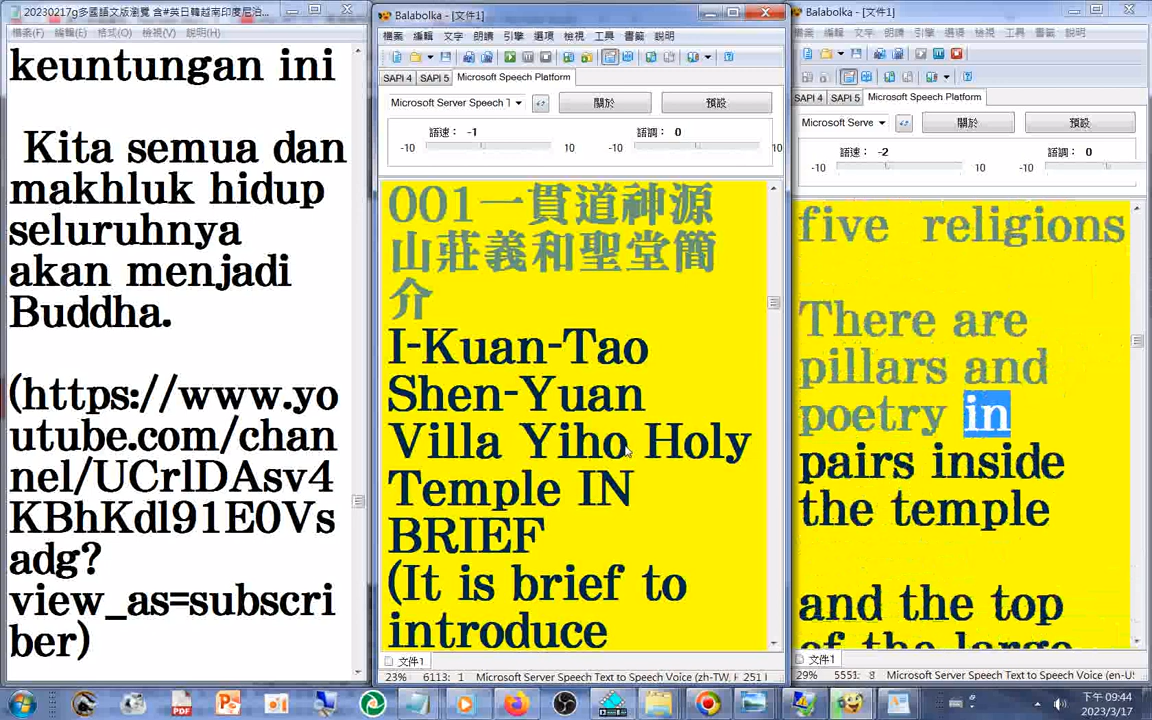 20230217g多國語文版瀏覽 含#英日韓越南印度尼泊...
檔案(F) 編輯(E) 格式(O) 檢視(V) 說明(H)
keuntungan ini
Kita semua dan
makhluk hidup
seluruhnya
akan menjadi
Buddha.
(https://www.yo
utube.com/chan
nel/UCrlDAsv4
KBhKdl91E0Vs
adg?
view_as=subscri
ber)
Balabolka - [文件1]
檔案 編輯 文字 朗讀 引擎 選項 檢視 工具 書籤 說明
SAPI 4 SAPI 5 Microsoft Speech Platform
Microsoft Server Speech T 關於 預設
語速： -1 語調： 0
-10 10 -10 10
001一貫道神源
山莊義和聖堂簡
介
I-Kuan-Tao
Shen-Yuan
Villa Yiho Holy
Temple IN
BRIEF
(It is brief to
introduce
文件1
23% 6113: 1 Microsoft Server Speech Text to Speech Voice (zh-TW, 251
Balabolka - [文件1]
檔案 編輯 文字 朗讀 引擎 選項 檢視 工具 書籤 說明
SAPI 4 SAPI 5 Microsoft Speech Platform
Microsoft Serve 關於 預設
語速： -2 語調： 0
-10 10 -10
five religions
There are
pillars and
poetry in
pairs inside
the temple
and the top
of the large
文件1
29% 5551: 8 Microsoft Server Speech Text to Speech Voice (en-U
下午 09:44
2023/3/17